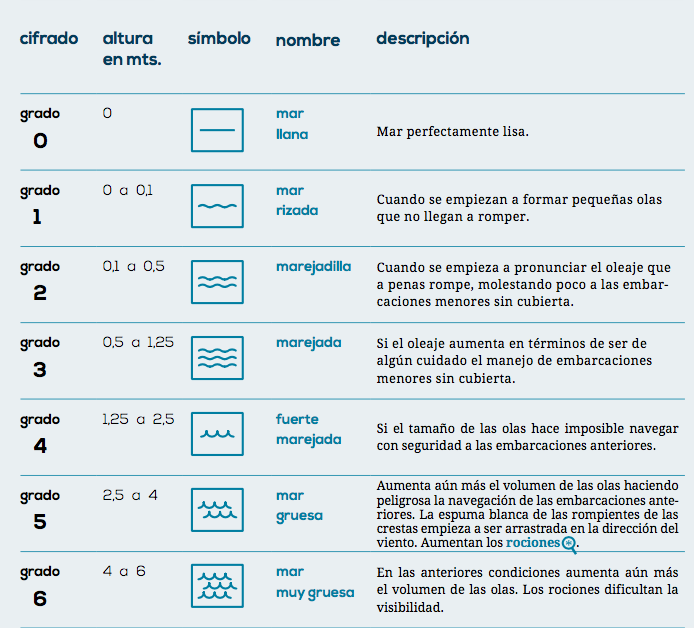 cifrado altura en mts. símbolo nombre descripción
grado 0 0 mar llana Mar perfectamente lisa.
grado 1 0 a 0,1 mar rizada Cuando se empiezan a formar pequeñas olas
que no llegan a romper.
grado 2 0,1 a 0,5 marejadilla Cuando se empieza a pronunciar el oleaje que
a penas rompe, molestando poco a las embar-
caciones menores sin cubierta.
grado 3 0,5 a 1,25 marejada Si el oleaje aumenta en términos de ser de
algún cuidado el manejo de embarcaciones
menores sin cubierta.
grado 4 1,25 a 2,5 fuerte marejada Si el tamaño de las olas hace imposible navegar
con seguridad a las embarcaciones anteriores.
grado 5 2,5 a 4 mar gruesa Aumenta aún más el volumen de las olas haciendo
peligrosa la navegación de las embarcaciones ante-
riores. La espuma blanca de las rompientes de las
crestas empieza a ser arrastrada en la dirección del
viento. Aumentan los rociones*.
grado 6 4 a 6 mar muy gruesa En las anteriores condiciones aumenta aún más
el volumen de las olas. Los rociones dificultan la
visibilidad.